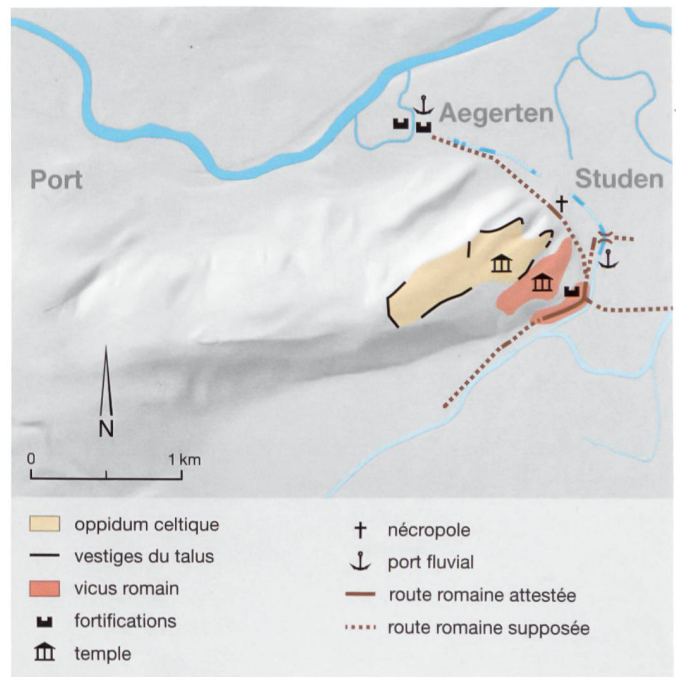 Aegerten
Port
Studen
N
0 1 km
oppidum celtique
vestiges du talus
vicus romain
fortifications
temple
nécropole
port fluvial
route romaine attestée
route romaine supposée